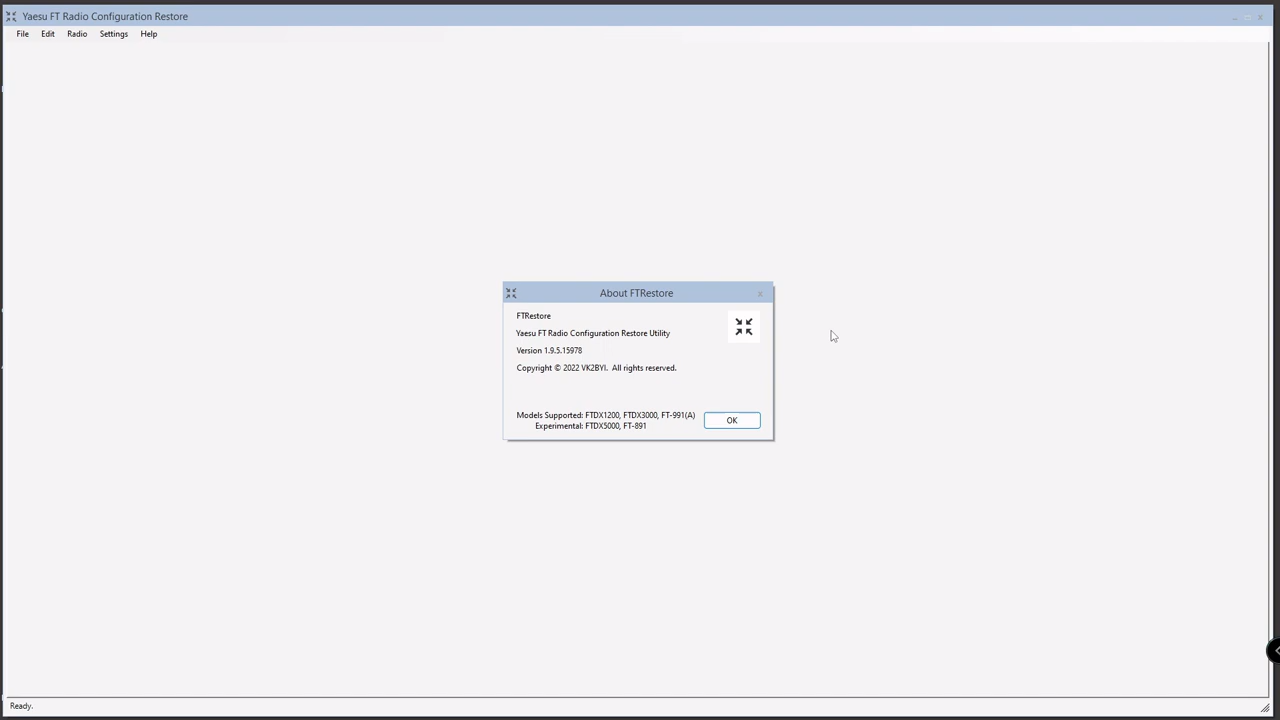 Yaesu FT Radio Configuration Restore
File Edit Radio Settings Help
About FTRestore
FTRestore
Yaesu FT Radio Configuration Restore Utility
Version 1.9.5.15978
Copyright © 2022 VK2BYI. All rights reserved.
Models Supported: FTDX1200, FTDX3000, FT-991(A)
Experimental: FTDX5000, FT-891
OK
Ready.